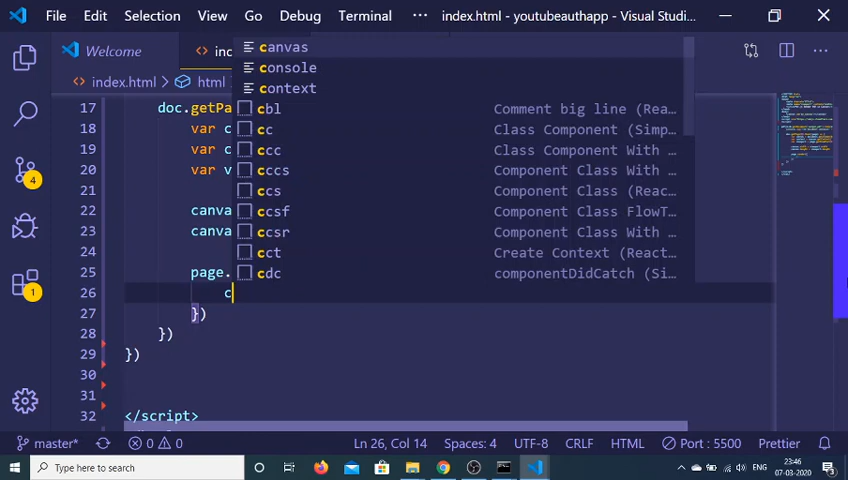 File Edit Selection View Go Debug Terminal ··· index.html - youtubeauthapp - Visual Studi...
Welcome <> ind
<> index.html > html
17 doc.getPa
18 var c
19 var c
20 var v
21
22 canva
23 canva
24
25 page.
26 c
27 })
28 })
29 })
30
31
32 </script>
canvas
console
context
cbl Comment big line (Rea…
cc Class Component (Simp…
ccc Component Class With …
cccs Component Class With …
ccs Component Class (Reac…
ccsf Component Class FlowT…
ccsr Component Class With …
cct Create Context (React…
cdc componentDidCatch (Si…
4
1
master* 0 0 Ln 26, Col 14 Spaces: 4 UTF-8 CRLF HTML Port : 5500 Prettier
Type here to search
ENG 23:46
07-03-2020
3